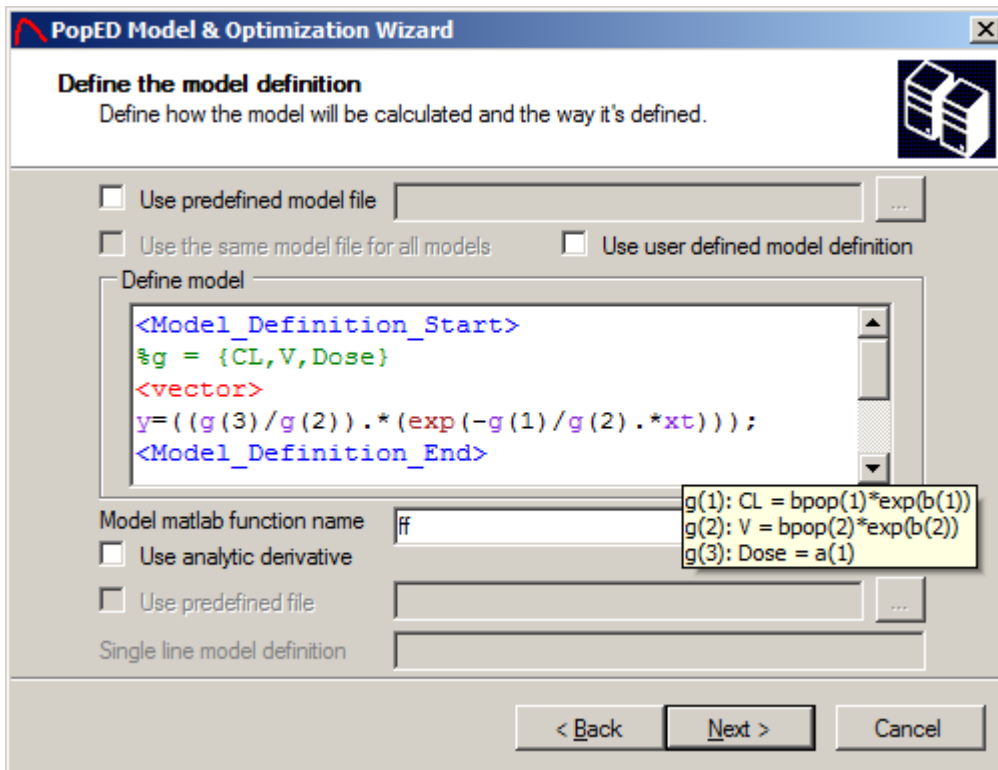 PopED Model & Optimization Wizard
Define the model definition
Define how the model will be calculated and the way it's defined.
Use predefined model file ...
Use the same model file for all models Use user defined model definition
Define model
<Model_Definition_Start>
%g = {CL,V,Dose}
<vector>
y=((g(3)/g(2)).*(exp(-g(1)/g(2).*xt)));
<Model_Definition_End>
g(1): CL = bpop(1)*exp(b(1))
g(2): V = bpop(2)*exp(b(2))
g(3): Dose = a(1)
Model matlab function name ff
Use analytic derivative
Use predefined file ...
Single line model definition
< Back Next > Cancel